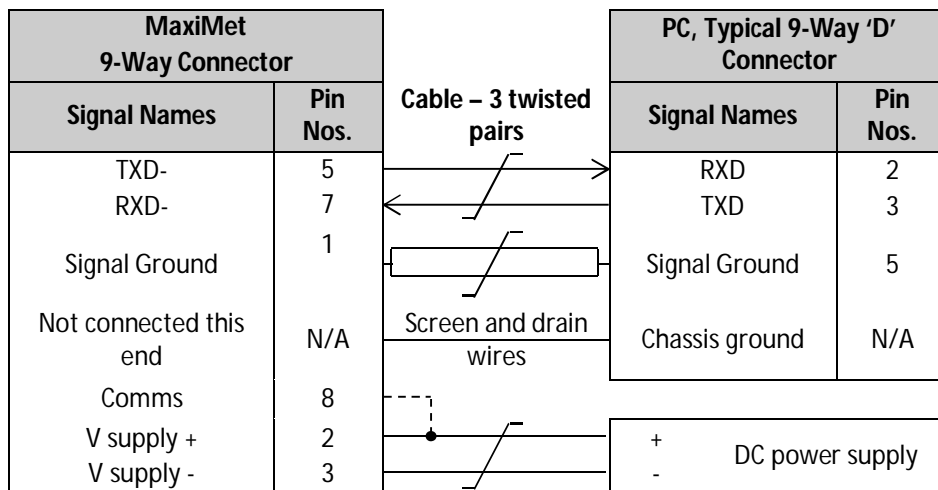 MaxiMet
9-Way Connector
PC, Typical 9-Way ‘D’
Connector
Signal Names
Pin
Nos.
Cable – 3 twisted
pairs
Signal Names
Pin
Nos.
TXD- 5 RXD 2
RXD- 7 TXD 3
Signal Ground 1 Signal Ground 5
Not connected this
end
N/A
Screen and drain
wires
Chassis ground N/A
Comms 8
V supply + 2 + DC power supply
V supply - 3 -